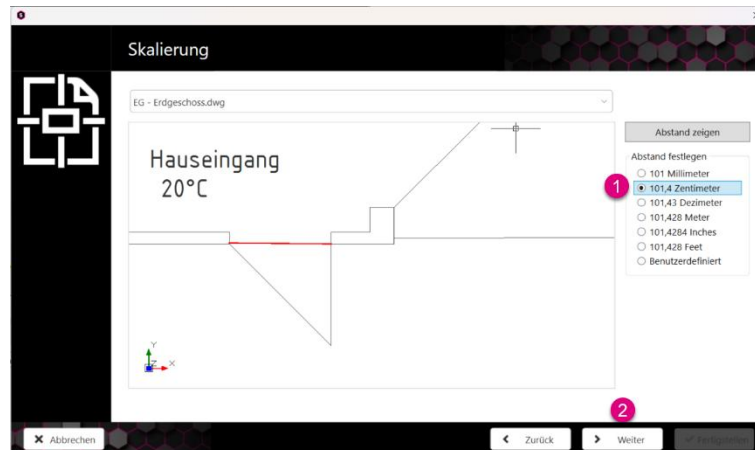 Skalierung
EG - Erdgeschoss.dwg
Hauseingang
20°C
Y
Z
X
Abstand zeigen
Abstand festlegen
101 Millimeter
1
101,4 Zentimeter
101,43 Dezimeter
101,428 Meter
101,4284 Inches
101,428 Feet
Benutzerdefiniert
2
Abbrechen
Zurück
Weiter
Fertigstellen